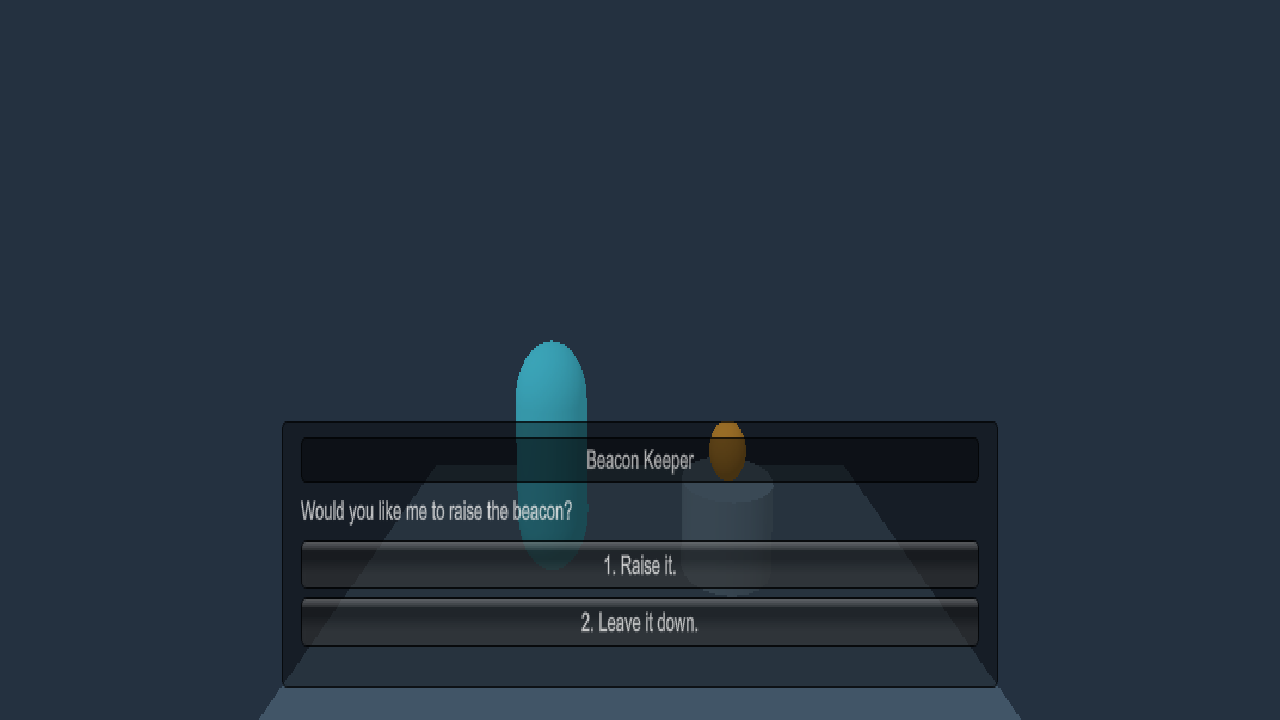 Beacon Keeper
Would you like me to raise the beacon?
1. Raise it.
2. Leave it down.